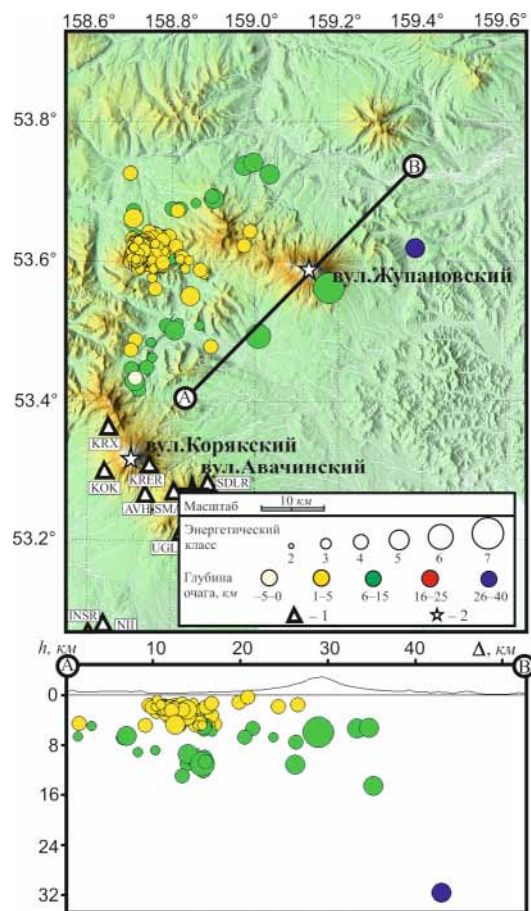 158.6° 158.8° 159.0° 159.2° 159.4° 159.6°
53.8°
B
53.6°
вул.Жупановский
53.4°
A
KRX
вул.Корякский
KRER
вул.Авачинский
KOK
SDLR
AVH
SMA
Масштаб 10 км
53.2°
UGL
Энергетический
класс
2 3 4 5 6 7
Глубина
очага, км
–5–0 1–5 6–15 16–25 26–40
– 1 – 2
INSR
NII
h, км
A
10 20 30 40
Δ, км
B
0
8
16
24
32